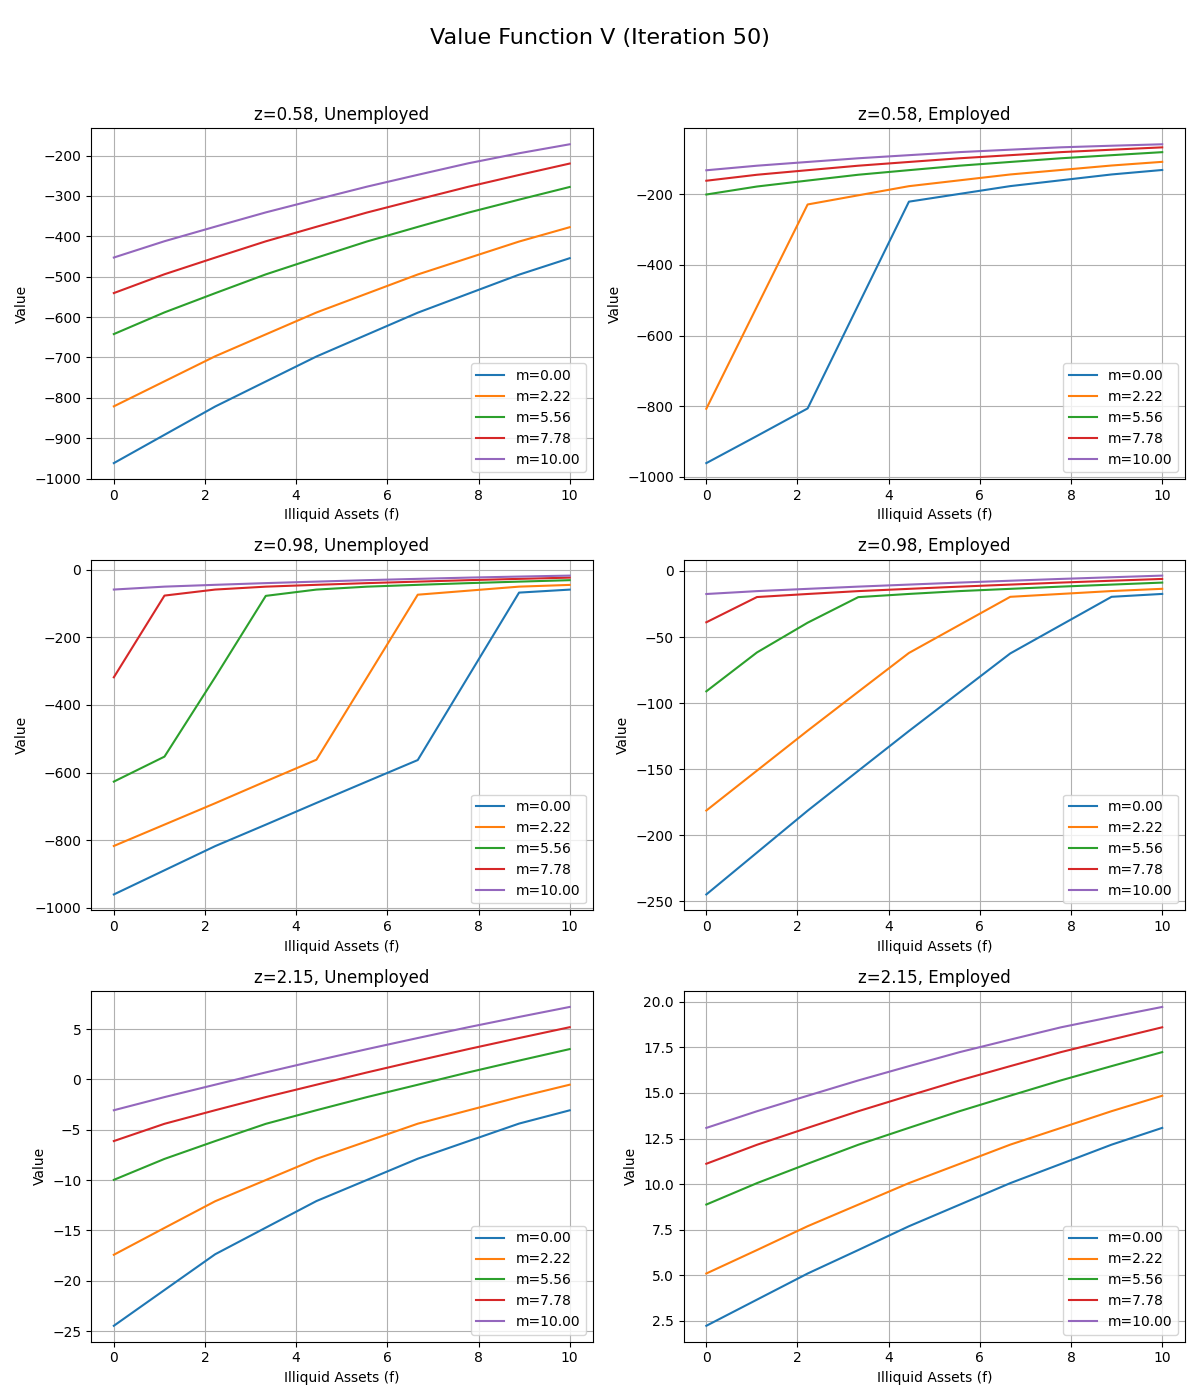 Value Function V (Iteration 50)
z=0.58, Unemployed
Value
−200
−300
−400
−500
−600
−700
−800
−900
−1000
0 2 4 6 8 10
Illiquid Assets (f)
m=0.00
m=2.22
m=5.56
m=7.78
m=10.00
z=0.58, Employed
Value
−200
−400
−600
−800
−1000
0 2 4 6 8 10
Illiquid Assets (f)
m=0.00
m=2.22
m=5.56
m=7.78
m=10.00
z=0.98, Unemployed
Value
0
−200
−400
−600
−800
−1000
0 2 4 6 8 10
Illiquid Assets (f)
m=0.00
m=2.22
m=5.56
m=7.78
m=10.00
z=0.98, Employed
Value
0
−50
−100
−150
−200
−250
0 2 4 6 8 10
Illiquid Assets (f)
m=0.00
m=2.22
m=5.56
m=7.78
m=10.00
z=2.15, Unemployed
Value
5
0
−5
−10
−15
−20
−25
0 2 4 6 8 10
Illiquid Assets (f)
m=0.00
m=2.22
m=5.56
m=7.78
m=10.00
z=2.15, Employed
Value
20.0
17.5
15.0
12.5
10.0
7.5
5.0
2.5
0 2 4 6 8 10
Illiquid Assets (f)
m=0.00
m=2.22
m=5.56
m=7.78
m=10.00